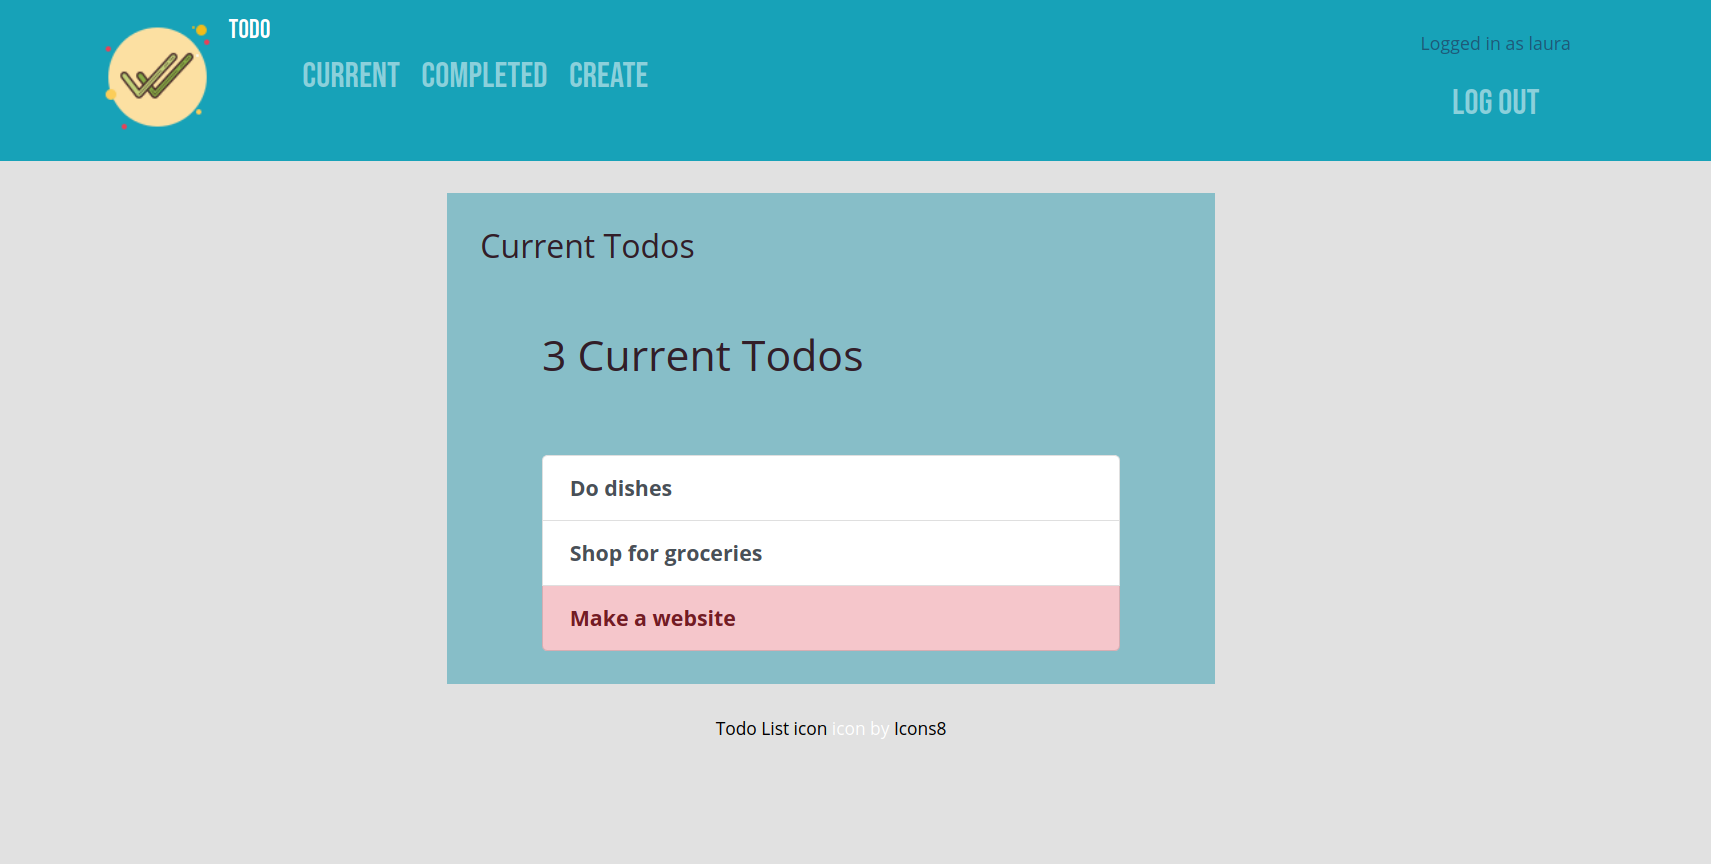 TODO
CURRENT COMPLETED CREATE
Logged in as laura
LOG OUT
Current Todos
3 Current Todos
Do dishes
Shop for groceries
Make a website
Todo List icon icon by Icons8